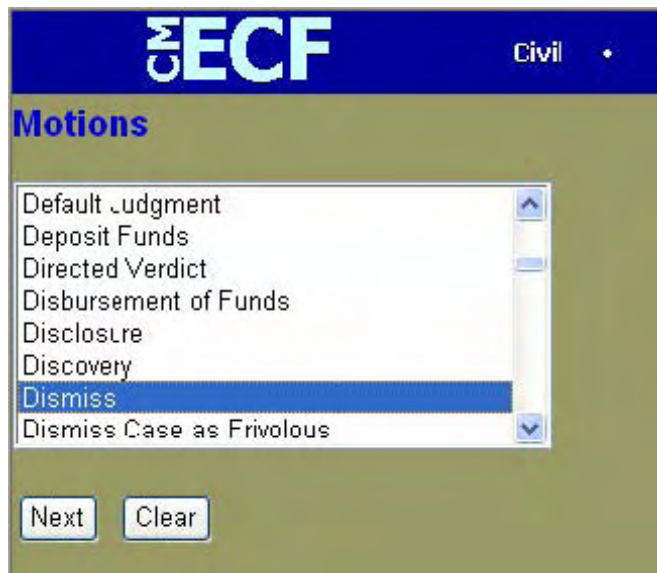 CM ECF Civil •
Motions
Default Judgment
Deposit Funds
Directed Verdict
Disbursement of Funds
Disclosure
Discovery
Dismiss
Dismiss Case as Frivolous
Next Clear